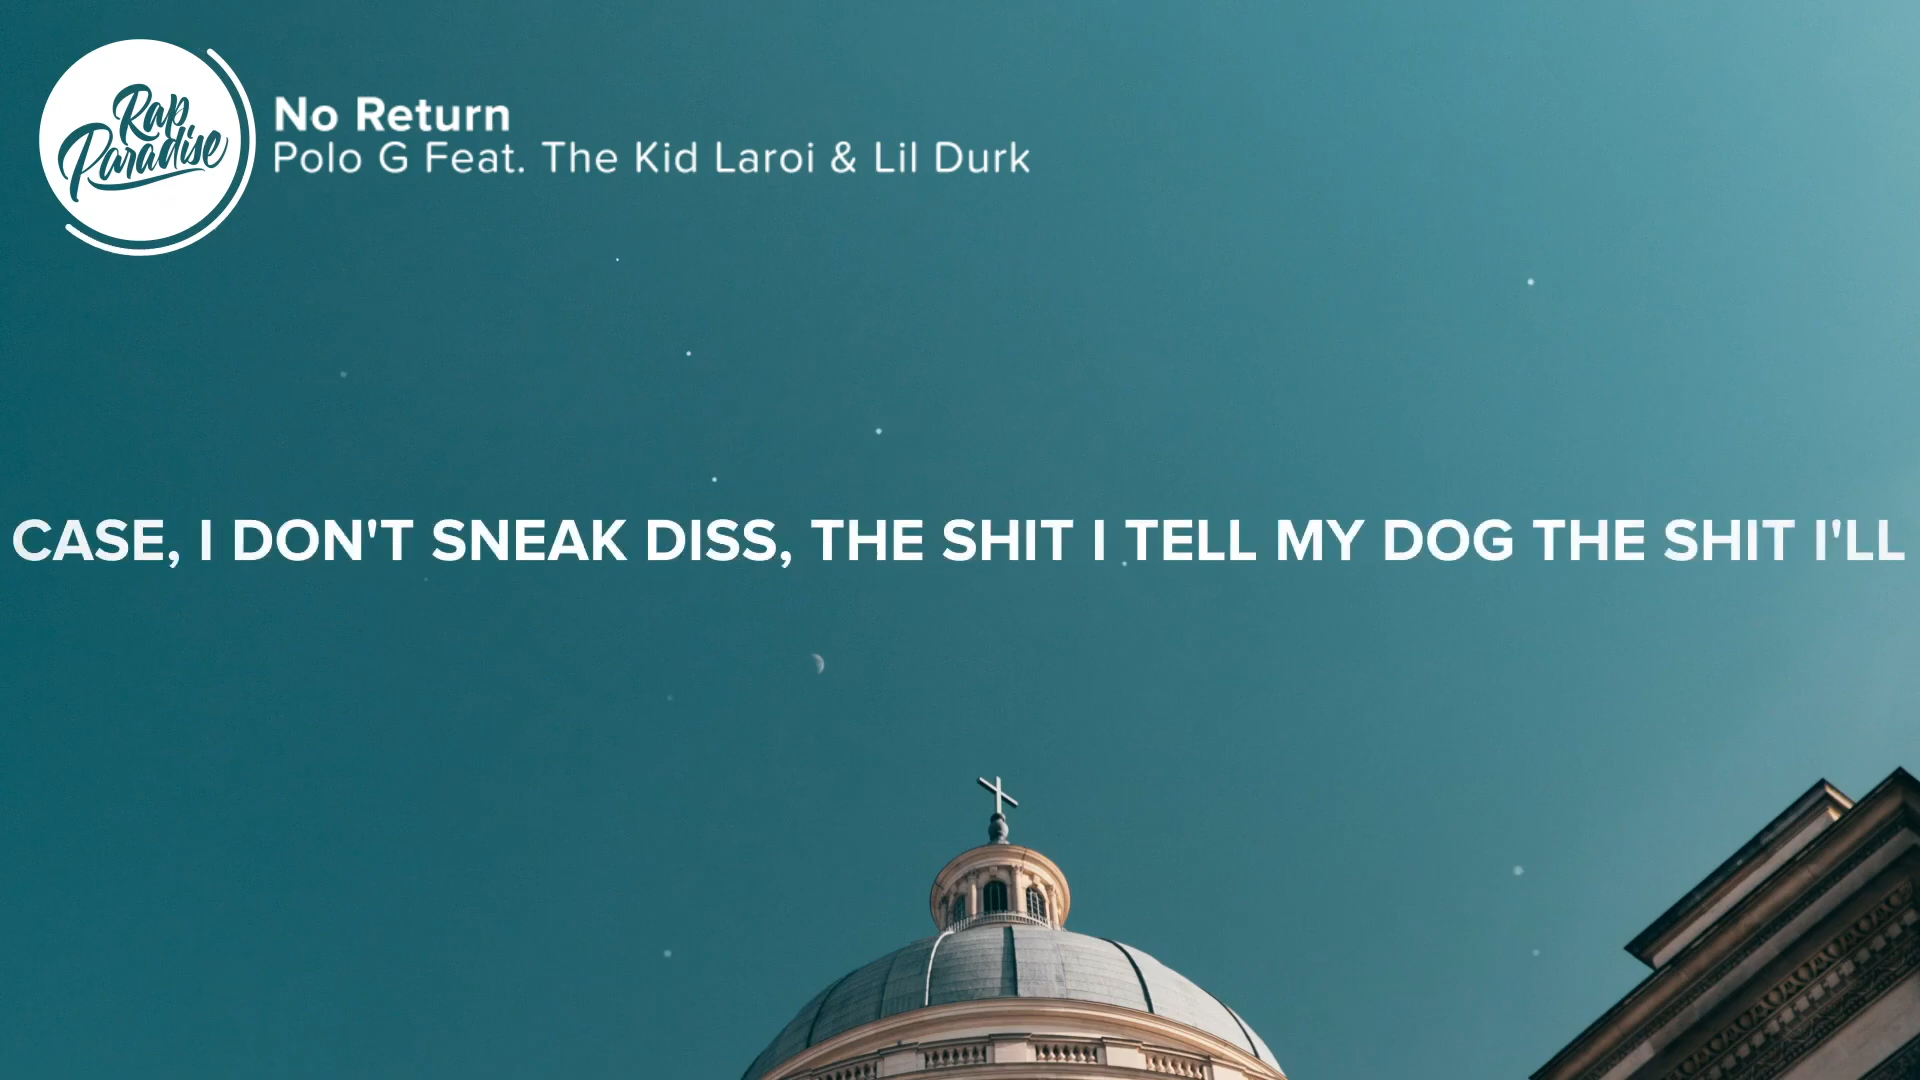 Rap
Paradise
No Return
Polo G Feat. The Kid Laroi & Lil Durk
CASE, I DON'T SNEAK DISS, THE SHIT I TELL MY DOG THE SHIT I'LL